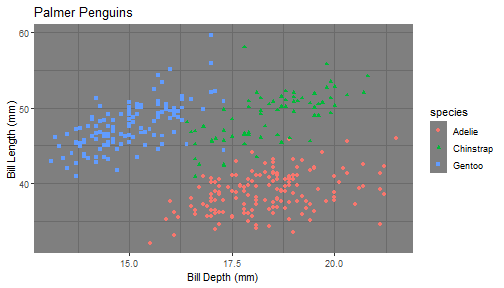 Palmer Penguins
60
50
40
Bill Length (mm)
15.0 17.5 20.0
Bill Depth (mm)
species
Adelie
Chinstrap
Gentoo